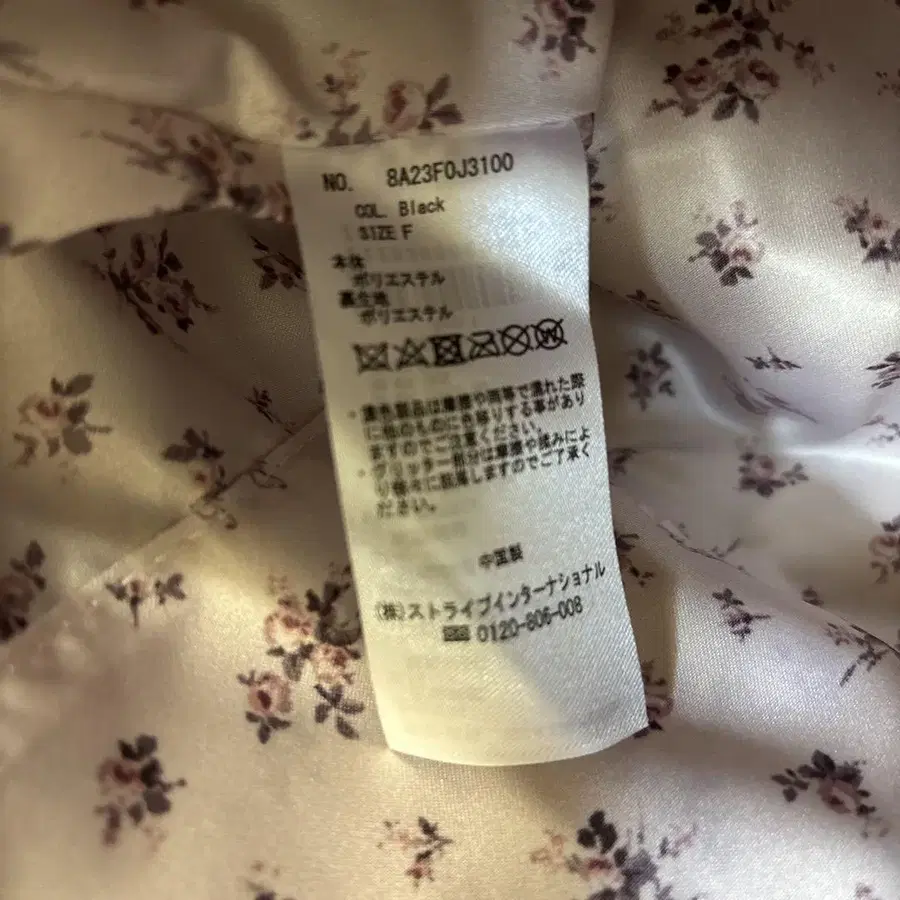 NO. 8A23F0J3100
COL. Black
SIZE F
本体
ポリエステル
裏生地
ポリエステル
・濃色製品は摩擦や雨等で濡れた際
に他のものに色移りする事があり
ますのでご注意ください。
・グリッター部分は摩擦や揉みによ
り徐々に脱落しますのでご了承く
ださい。
中国製
(株)ストライプインターナショナル
0120-806-008